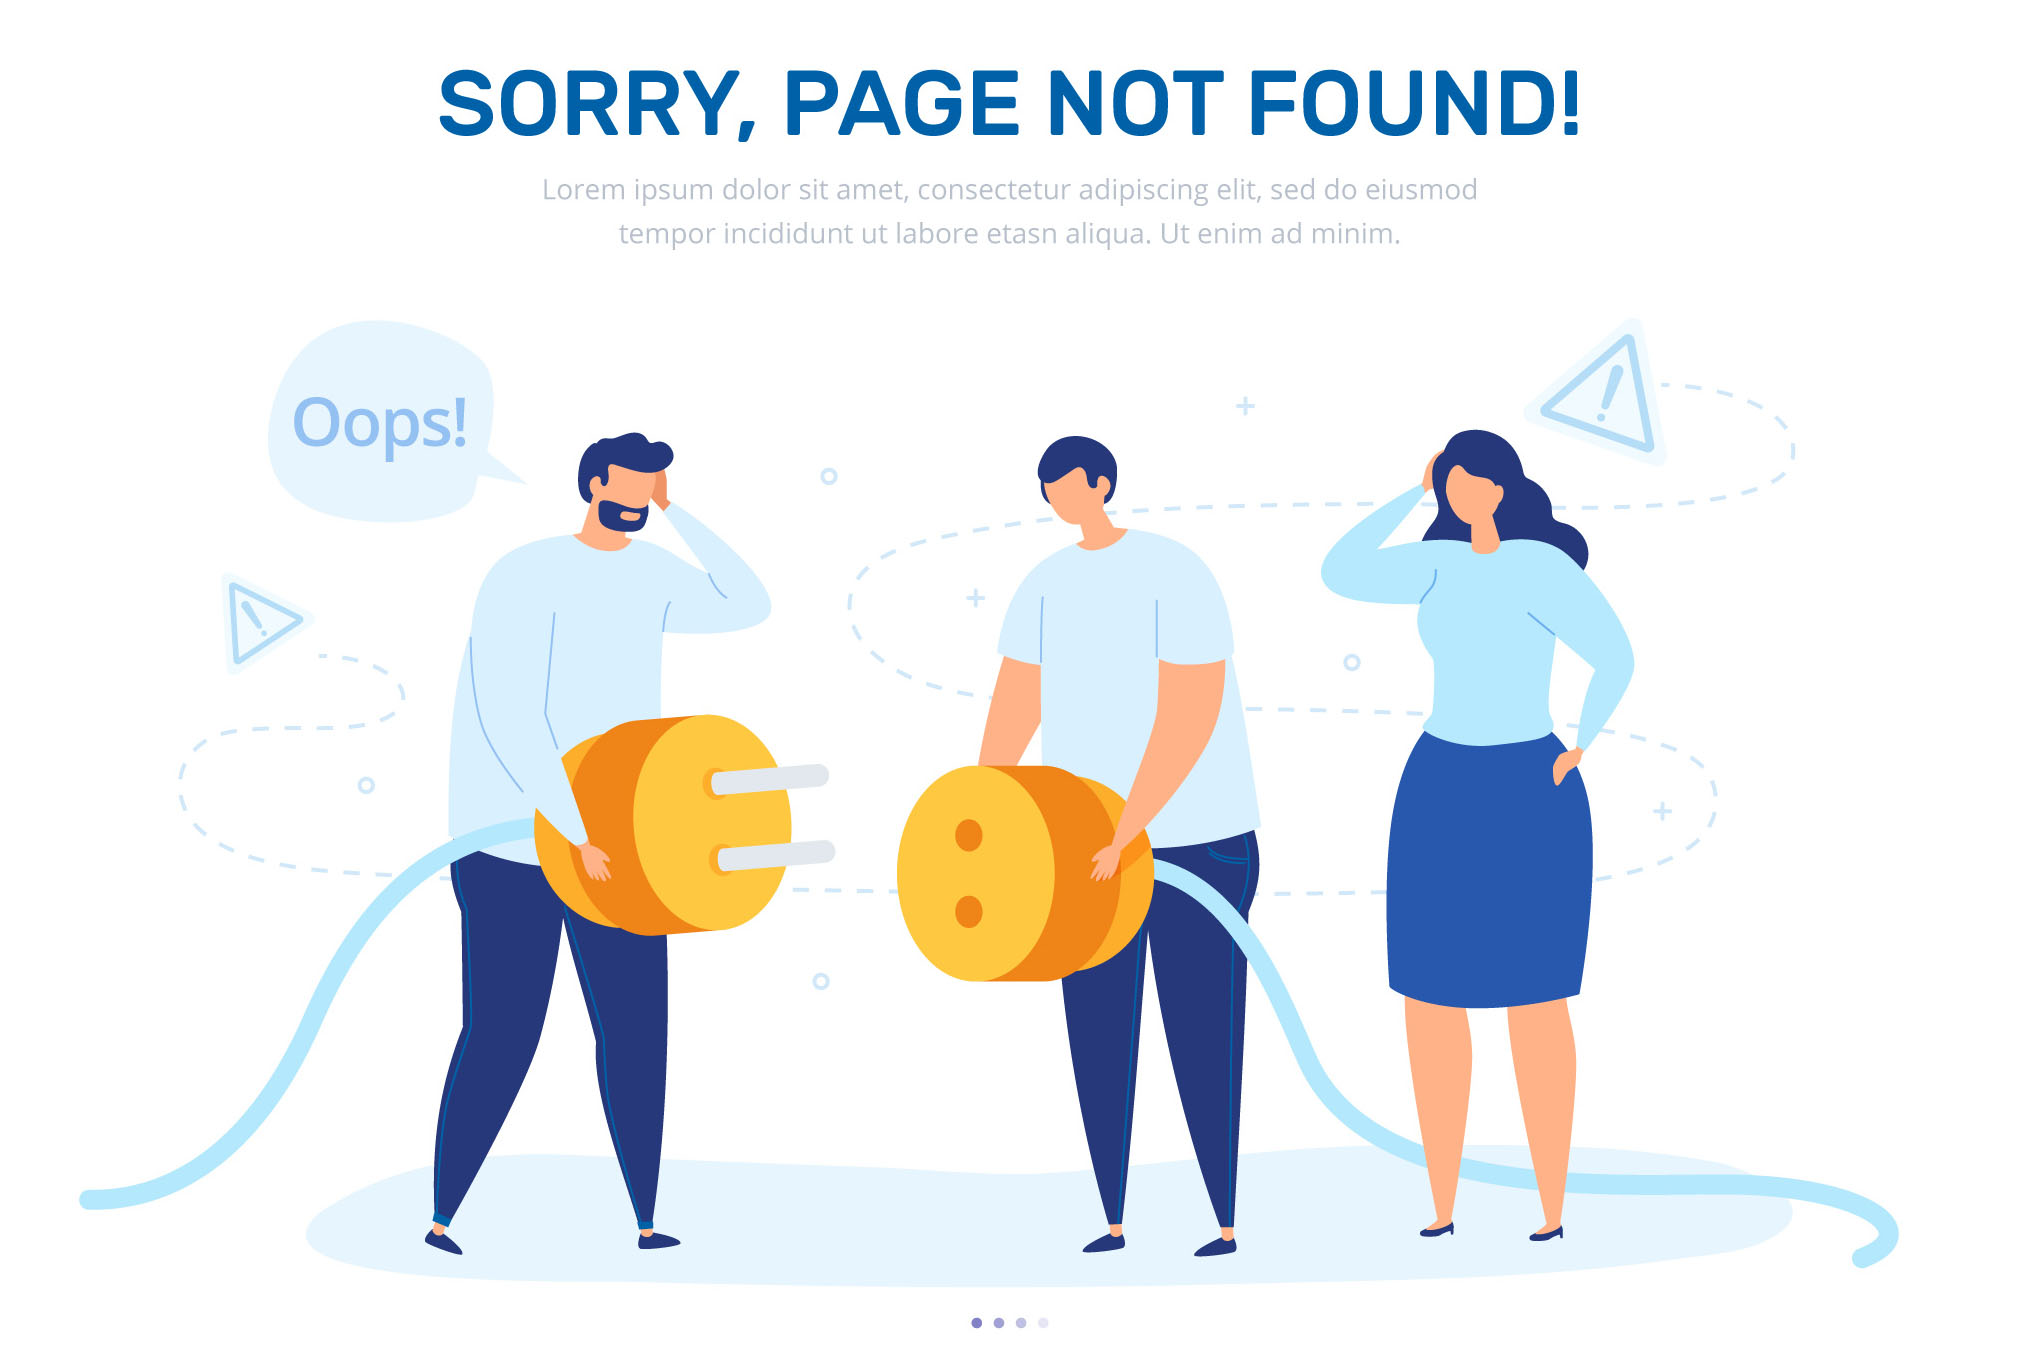 SORRY, PAGE NOT FOUND!
Lorem ipsum dolor sit amet, consectetur adipiscing elit, sed do eiusmod
tempor incididunt ut labore etasn aliqua. Ut enim ad minim.
Oops!